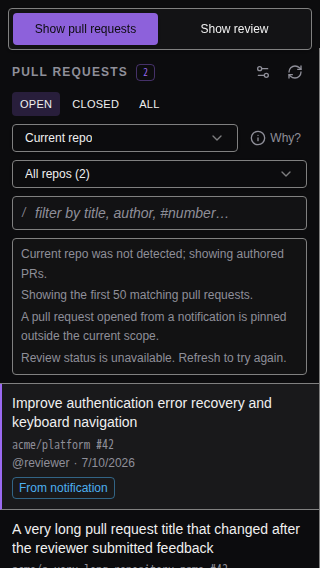 Show pull requests
Show review
PULL REQUESTS 2
OPEN CLOSED ALL
Current repo
Why?
All repos (2)
/ filter by title, author, #number…
Current repo was not detected; showing authored
PRs.
Showing the first 50 matching pull requests.
A pull request opened from a notification is pinned
outside the current scope.
Review status is unavailable. Refresh to try again.
Improve authentication error recovery and
keyboard navigation
acme/platform #42
@reviewer · 7/10/2026
From notification
A very long pull request title that changed after
the reviewer submitted feedback